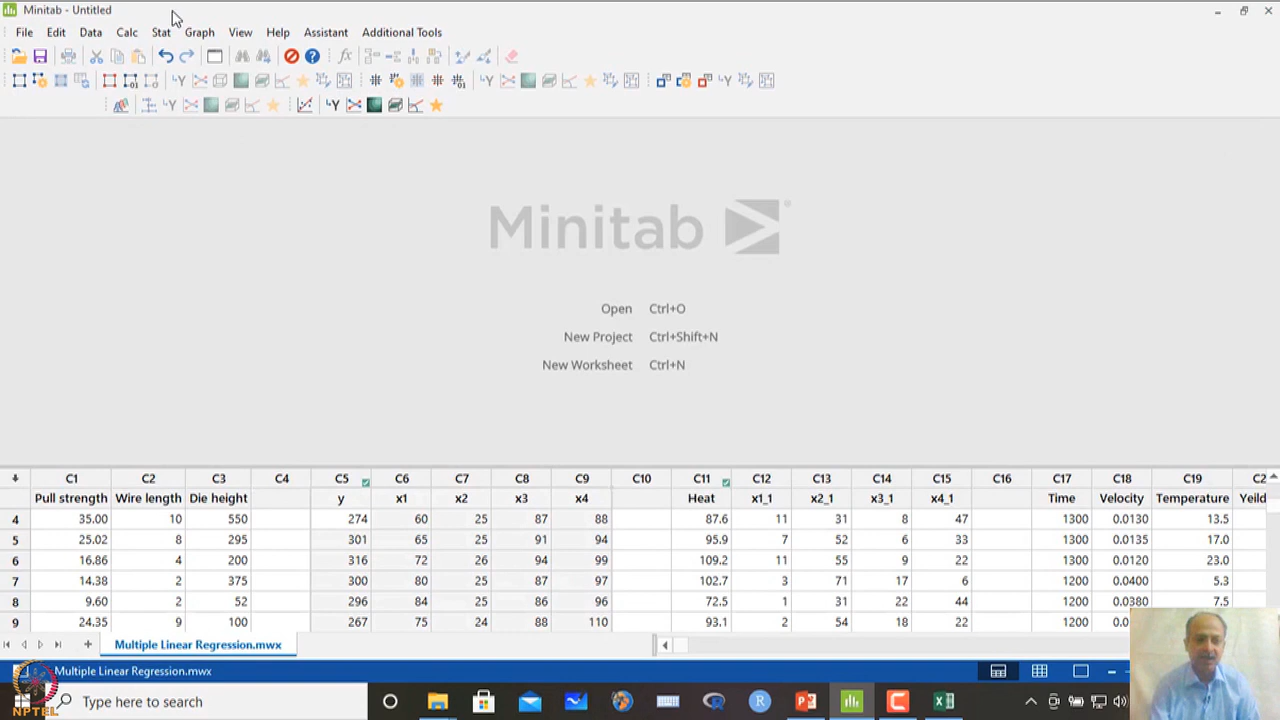 Minitab - Untitled
File Edit Data Calc Stat Graph View Help Assistant Additional Tools
Minitab
Open Ctrl+O
New Project Ctrl+Shift+N
New Worksheet Ctrl+N
C1 C2 C3 C4 C5 C6 C7 C8 C9 C10 C11 C12 C13 C14 C15 C16 C17 C18 C19 C2
Pull strength Wire length Die height y x1 x2 x3 x4 Heat x1_1 x2_1 x3_1 x4_1 Time Velocity Temperature Yeild
4 35.00 10 550 274 60 25 87 88 87.6 11 31 8 47 1300 0.0130 13.5
5 25.02 8 295 301 65 25 91 94 95.9 7 52 6 33 1300 0.0135 17.0
6 16.86 4 200 316 72 26 94 99 109.2 11 55 9 22 1300 0.0120 23.0
7 14.38 2 375 300 80 25 87 97 102.7 3 71 17 6 1200 0.0400 5.3
8 9.60 2 52 296 84 25 86 96 72.5 1 31 22 44 1200 0.0380 7.5
9 24.35 9 100 267 75 24 88 110 93.1 2 54 18 22 1200 0.0
Multiple Linear Regression.mwx
Multiple Linear Regression.mwx
Type here to search
NPTEL